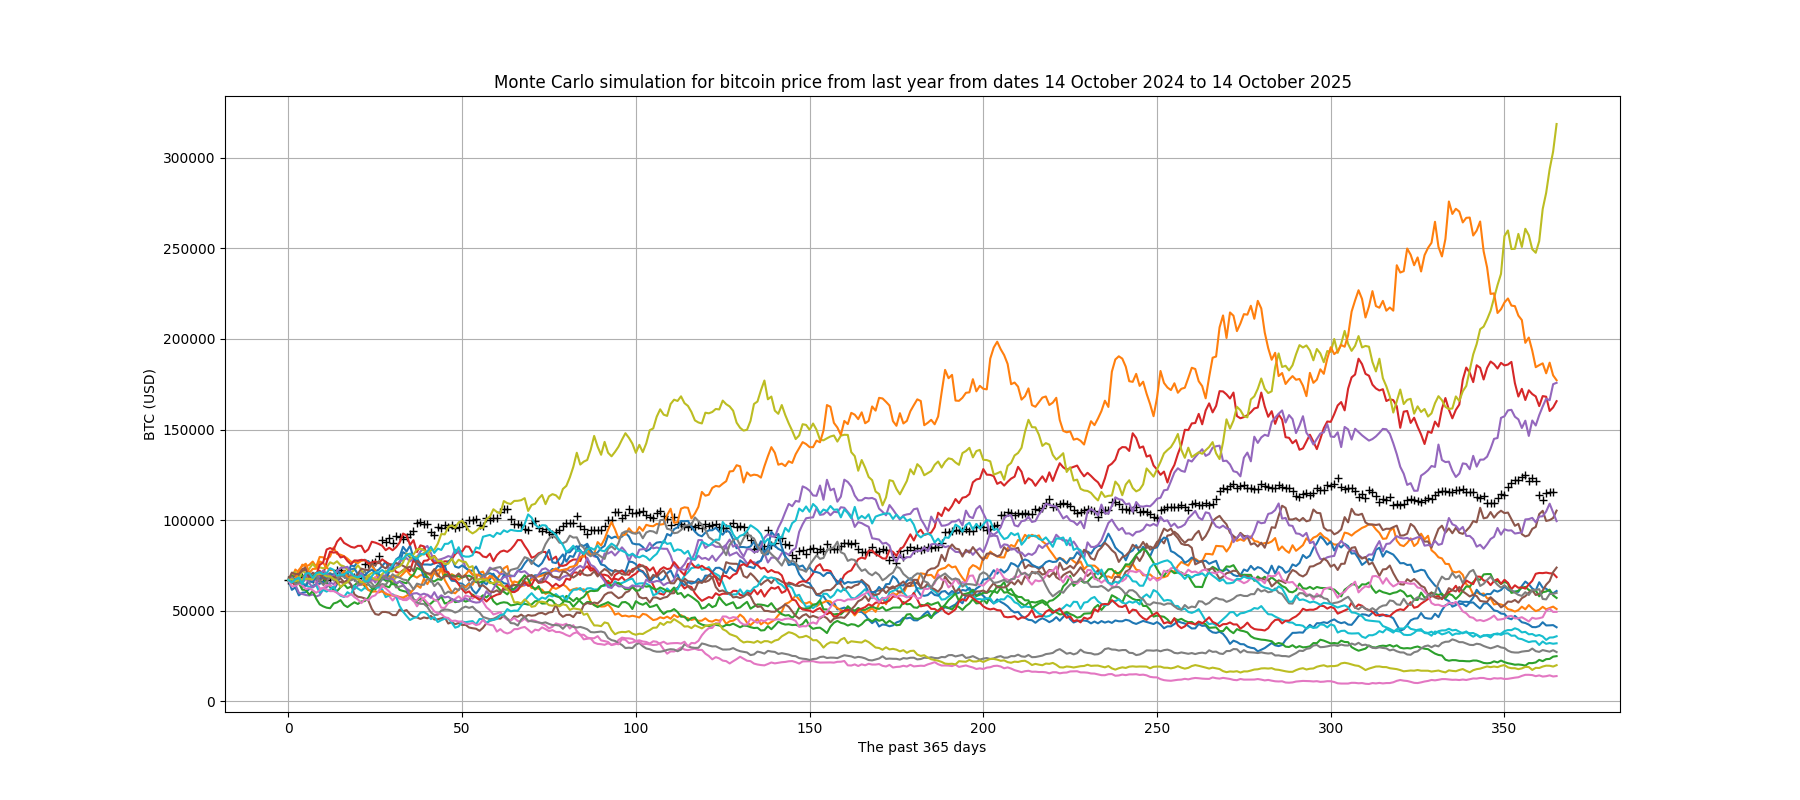 Monte Carlo simulation for bitcoin price from last year from dates 14 October 2024 to 14 October 2025
300000
250000
200000
150000
100000
50000
0
BTC (USD)
0 50 100 150 200 250 300 350
The past 365 days